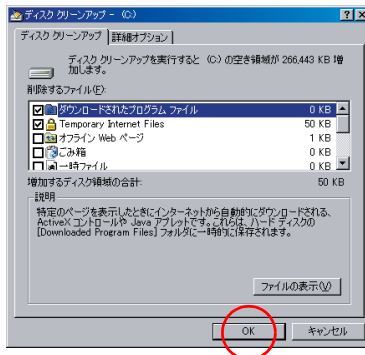 ディスク クリーンアップ - (C:)
ディスク クリーンアップ 詳細オプション
ディスク クリーンアップを実行すると (C:) の空き領域が 266,443 KB 増
加します。
削除するファイル(F):
ダウンロードされたプログラム ファイル 0 KB
Temporary Internet Files 50 KB
オフライン Web ページ 1 KB
ごみ箱 0 KB
一時ファイル 0 KB
増加するディスク領域の合計: 50 KB
説明
特定のページを表示したときにインターネットから自動的にダウンロードされる、
ActiveX コントロールや Java アプレットです。これらは、ハード ディスクの
[Downloaded Program Files] フォルダに一時的に保存されます。
ファイルの表示(V)
OK キャンセル